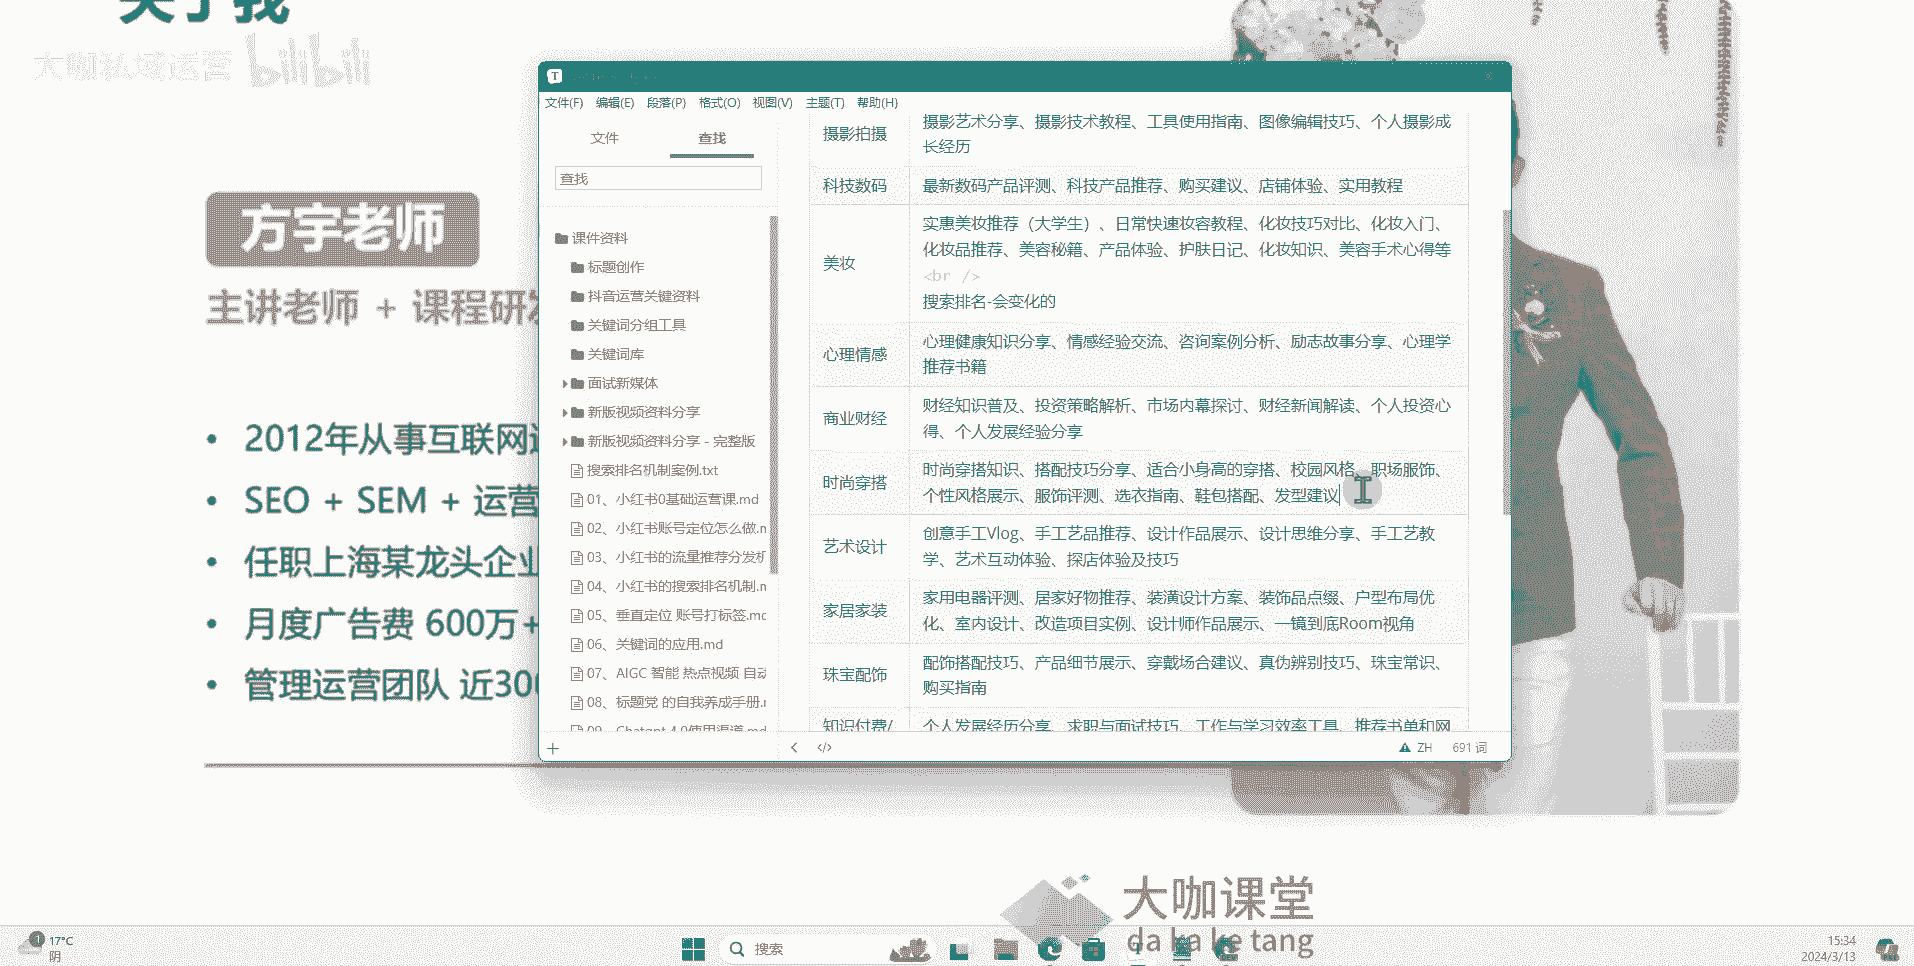 关于我
大咖私域运营 bilibili
方宇老师
主讲老师 + 课程研发
2012年从事互联网
SEO + SEM + 运营
任职上海某龙头企业
月度广告费 600万+
管理运营团队 近300
文件(F) 编辑(E) 段落(P) 格式(O) 视图(V) 主题(T) 帮助(H)
文件 查找
查找
课件资料
标题创作
抖音运营关键资料
关键词分组工具
关键词库
面试新媒体
新版视频资料分享
新版视频资料分享 - 完整版
搜索排名机制案例.txt
01、小红书0基础运营课.md
02、小红书账号定位怎么做.m
03、小红书的流量推荐分发机
04、小红书的搜索排名机制.m
05、垂直定位 账号打标签.mc
06、关键词的应用.md
07、AIGC 智能 热点视频 自动
08、标题党 的自我养成手册.r
09、Chatgpt 4.0使用渠道.md
摄影拍摄
摄影艺术分享、摄影技术教程、工具使用指南、图像编辑技巧、个人摄影成
长经历
科技数码
最新数码产品评测、科技产品推荐、购买建议、店铺体验、实用教程
美妆
实惠美妆推荐（大学生）、日常快速妆容教程、化妆技巧对比、化妆入门、
化妆品推荐、美容秘籍、产品体验、护肤日记、化妆知识、美容手术心得等
<br />
搜索排名-会变化的
心理情感
心理健康知识分享、情感经验交流、咨询案例分析、励志故事分享、心理学
推荐书籍
商业财经
财经知识普及、投资策略解析、市场内幕探讨、财经新闻解读、个人投资心
得、个人发展经验分享
时尚穿搭
时尚穿搭知识、搭配技巧分享、适合小身高的穿搭、校园风格、职场服饰、
个性风格展示、服饰评测、选衣指南、鞋包搭配、发型建议
艺术设计
创意手工Vlog、手工艺品推荐、设计作品展示、设计思维分享、手工艺教
学、艺术互动体验、探店体验及技巧
家居家装
家用电器评测、居家好物推荐、装潢设计方案、装饰品点缀、户型布局优
化、室内设计、改造项目实例、设计师作品展示、一镜到底Room视角
珠宝配饰
配饰搭配技巧、产品细节展示、穿戴场合建议、真伪辨别技巧、珠宝常识、
购买指南
知识付费/
个人发展经历分享、求职与面试技巧、工作与学习效率工具、推荐书单和网
ZH 691 词
大咖课堂
da ka ke tang
17°C
阴
搜索
15:34
2024/3/13